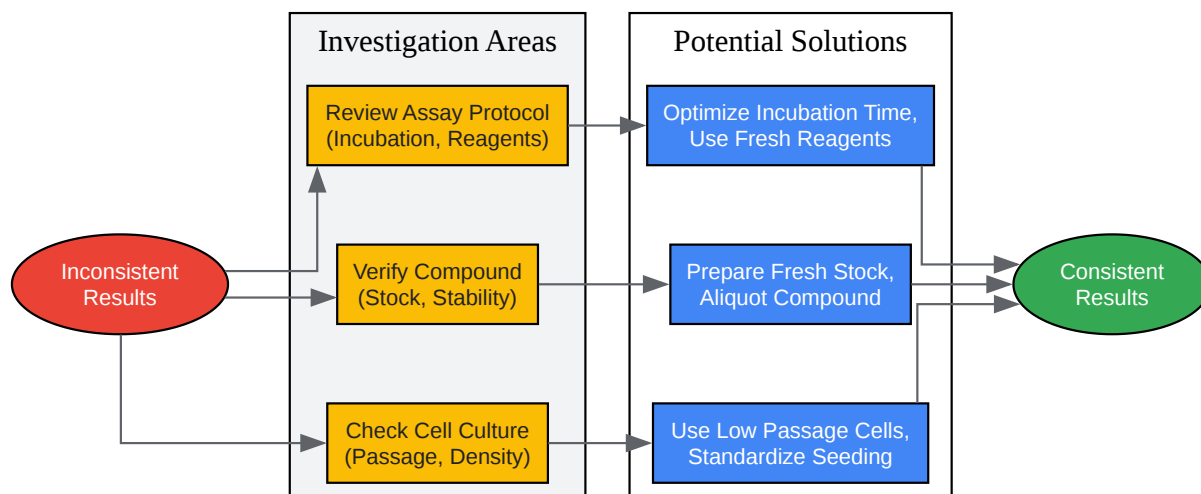 Investigation Areas
Potential Solutions
Review Assay Protocol
(Incubation, Reagents)
Optimize Incubation Time,
Use Fresh Reagents
Inconsistent
Results
Verify Compound
(Stock, Stability)
Prepare Fresh Stock,
Aliquot Compound
Consistent
Results
Check Cell Culture
(Passage, Density)
Use Low Passage Cells,
Standardize Seeding